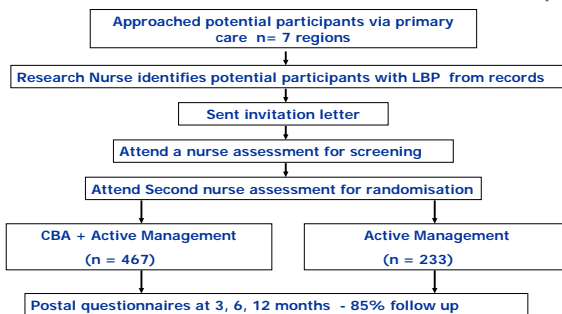 Approached potential participants via primary
care n= 7 regions
Research Nurse identifies potential participants with LBP from records
Sent invitation letter
Attend a nurse assessment for screening
Attend Second nurse assessment for randomisation
CBA + Active Management
(n = 467)
Active Management
(n = 233)
Postal questionnaires at 3, 6, 12 months - 85% follow up